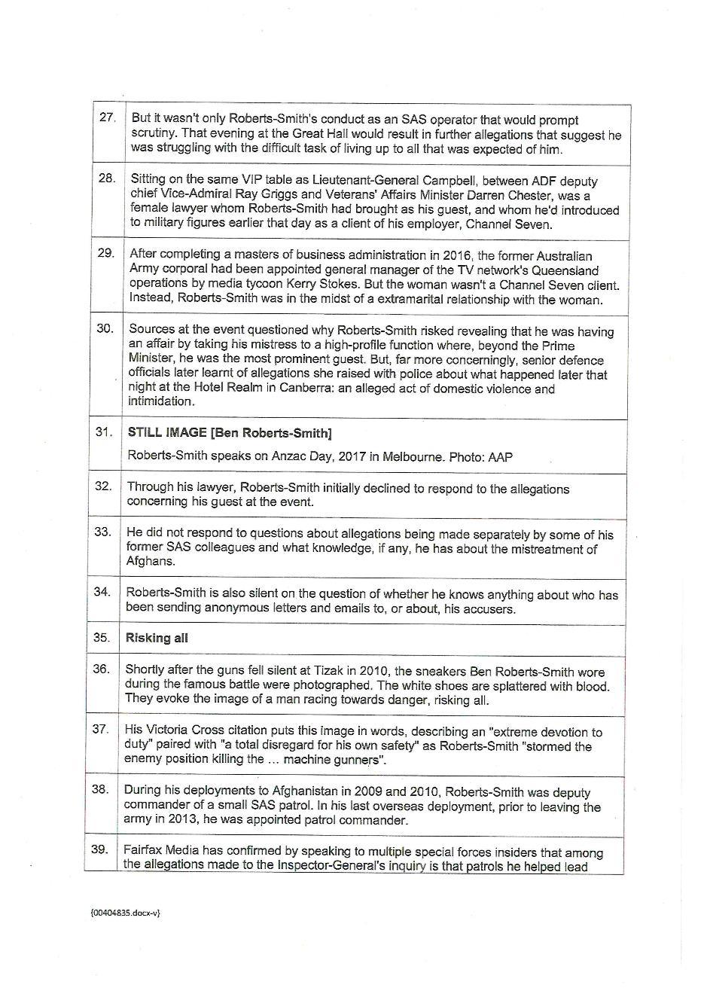 27. But it wasn't only Roberts-Smith's conduct as an SAS operator that would prompt
scrutiny. That evening at the Great Hall would result in further allegations that suggest he
was struggling with the difficult task of living up to all that was expected of him.
28. Sitting on the same VIP table as Lieutenant-General Campbell, between ADF deputy
chief Vice-Admiral Ray Griggs and Veterans' Affairs Minister Darren Chester, was a
female lawyer whom Roberts-Smith had brought as his guest, and whom he'd introduced
to military figures earlier that day as a client of his employer, Channel Seven.
29. After completing a masters of business administration in 2016, the former Australian
Army corporal had been appointed general manager of the TV network's Queensland
operations by media tycoon Kerry Stokes. But the woman wasn't a Channel Seven client.
Instead, Roberts-Smith was in the midst of a extramarital relationship with the woman.
30. Sources at the event questioned why Roberts-Smith risked revealing that he was having
an affair by taking his mistress to a high-profile function where, beyond the Prime
Minister, he was the most prominent guest. But, far more concerningly, senior defence
officials later learnt of allegations she raised with police about what happened later that
night at the Hotel Realm in Canberra: an alleged act of domestic violence and
intimidation.
31. STILL IMAGE [Ben Roberts-Smith]
Roberts-Smith speaks on Anzac Day, 2017 in Melbourne. Photo: AAP
32. Through his lawyer, Roberts-Smith initially declined to respond to the allegations
concerning his guest at the event.
33. He did not respond to questions about allegations being made separately by some of his
former SAS colleagues and what knowledge, if any, he has about the mistreatment of
Afghans.
34. Roberts-Smith is also silent on the question of whether he knows anything about who has
been sending anonymous letters and emails to, or about, his accusers.
35. Risking all
36. Shortly after the guns fell silent at Tizak in 2010, the sneakers Ben Roberts-Smith wore
during the famous battle were photographed. The white shoes are splattered with blood.
They evoke the image of a man racing towards danger, risking all.
37. His Victoria Cross citation puts this image in words, describing an "extreme devotion to
duty" paired with "a total disregard for his own safety" as Roberts-Smith "stormed the
enemy position killing the ... machine gunners".
38. During his deployments to Afghanistan in 2009 and 2010, Roberts-Smith was deputy
commander of a small SAS patrol. In his last overseas deployment, prior to leaving the
army in 2013, he was appointed patrol commander.
39. Fairfax Media has confirmed by speaking to multiple special forces insiders that among
the allegations made to the Inspector-General's inquiry is that patrols he helped lead
{00404835.docx-v}